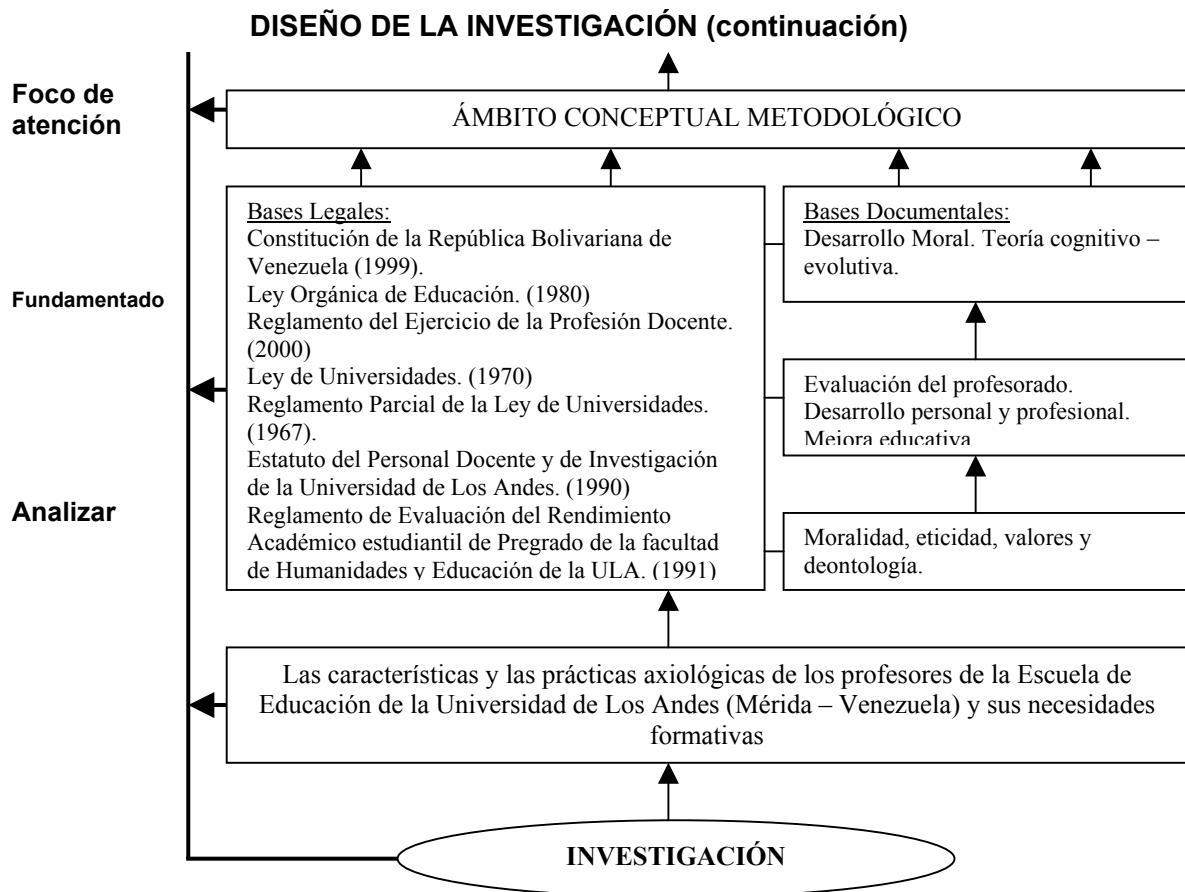 DISEÑO DE LA INVESTIGACIÓN (continuación)
Foco de
atención
ÁMBITO CONCEPTUAL METODOLÓGICO
Fundamentado
Bases Legales:
Constitución de la República Bolivariana de
Venezuela (1999).
Ley Orgánica de Educación. (1980)
Reglamento del Ejercicio de la Profesión Docente.
(2000)
Ley de Universidades. (1970)
Reglamento Parcial de la Ley de Universidades.
(1967).
Estatuto del Personal Docente y de Investigación
de la Universidad de Los Andes. (1990)
Reglamento de Evaluación del Rendimiento
Académico estudiantil de Pregrado de la facultad
de Humanidades y Educación de la ULA. (1991)
Bases Documentales:
Desarrollo Moral. Teoría cognitivo –
evolutiva.
Evaluación del profesorado.
Desarrollo personal y profesional.
Mejora educativa
Moralidad, eticidad, valores y
deontología.
Analizar
Las características y las prácticas axiológicas de los profesores de la Escuela de
Educación de la Universidad de Los Andes (Mérida – Venezuela) y sus necesidades
formativas
INVESTIGACIÓN